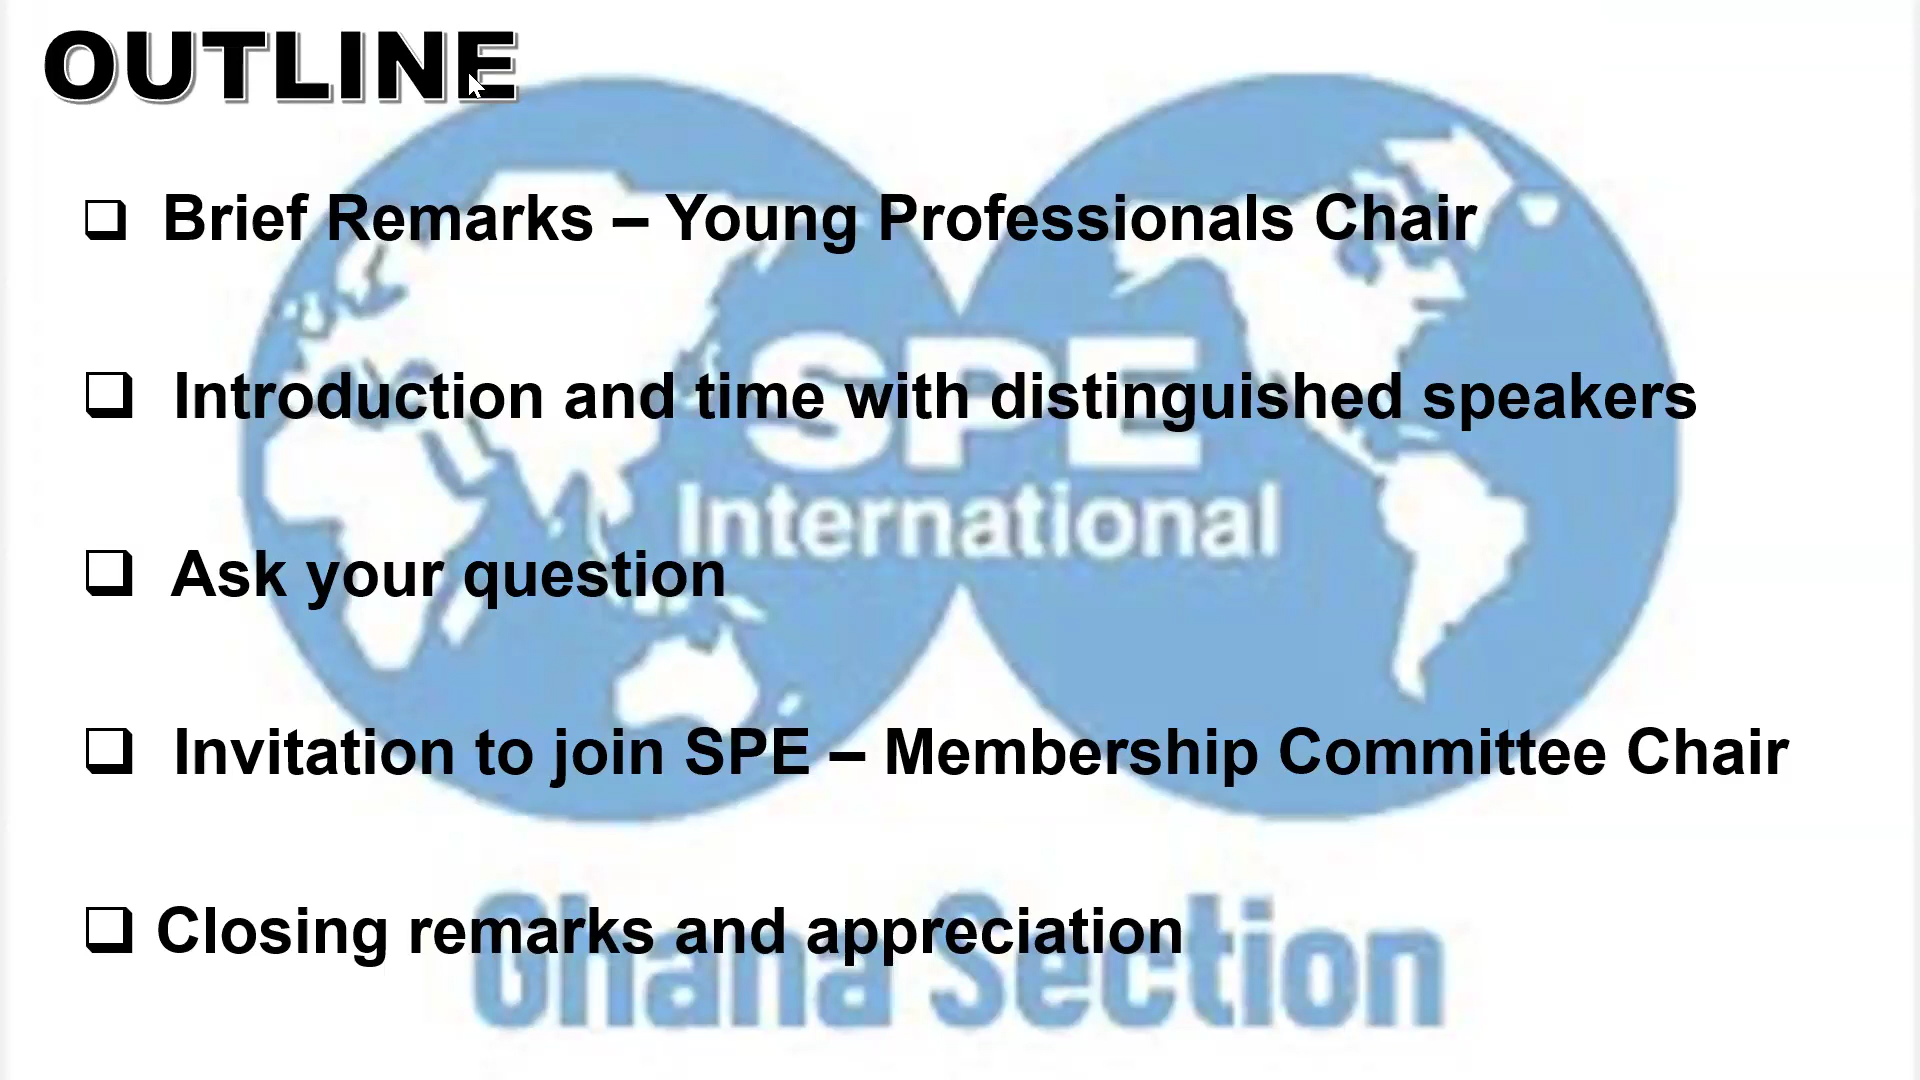 OUTLINE
Brief Remarks – Young Professionals Chair
Introduction and time with distinguished speakers
SPE
International
Ask your question
Invitation to join SPE – Membership Committee Chair
Closing remarks and appreciation
Ghana Section